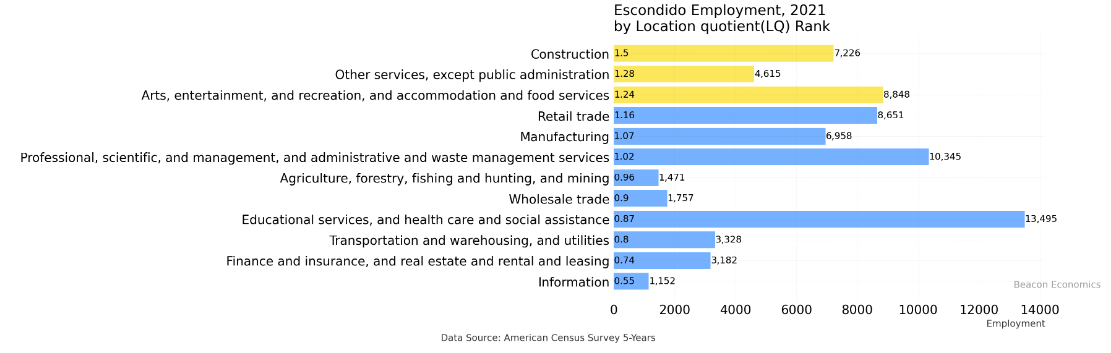 Escondido Employment, 2021
by Location quotient(LQ) Rank
Construction 1.5 7,226
Other services, except public administration 1.28 4,615
Arts, entertainment, and recreation, and accommodation and food services 1.24 8,848
Retail trade 1.16 8,651
Manufacturing 1.07 6,958
Professional, scientific, and management, and administrative and waste management services 1.02 10,345
Agriculture, forestry, fishing and hunting, and mining 0.96 1,471
Wholesale trade 0.9 1,757
Educational services, and health care and social assistance 0.87 13,495
Transportation and warehousing, and utilities 0.8 3,328
Finance and insurance, and real estate and rental and leasing 0.74 3,182
Information 0.55 1,152
Beacon Economics
0 2000 4000 6000 8000 10000 12000 14000
Employment
Data Source: American Census Survey 5-Years